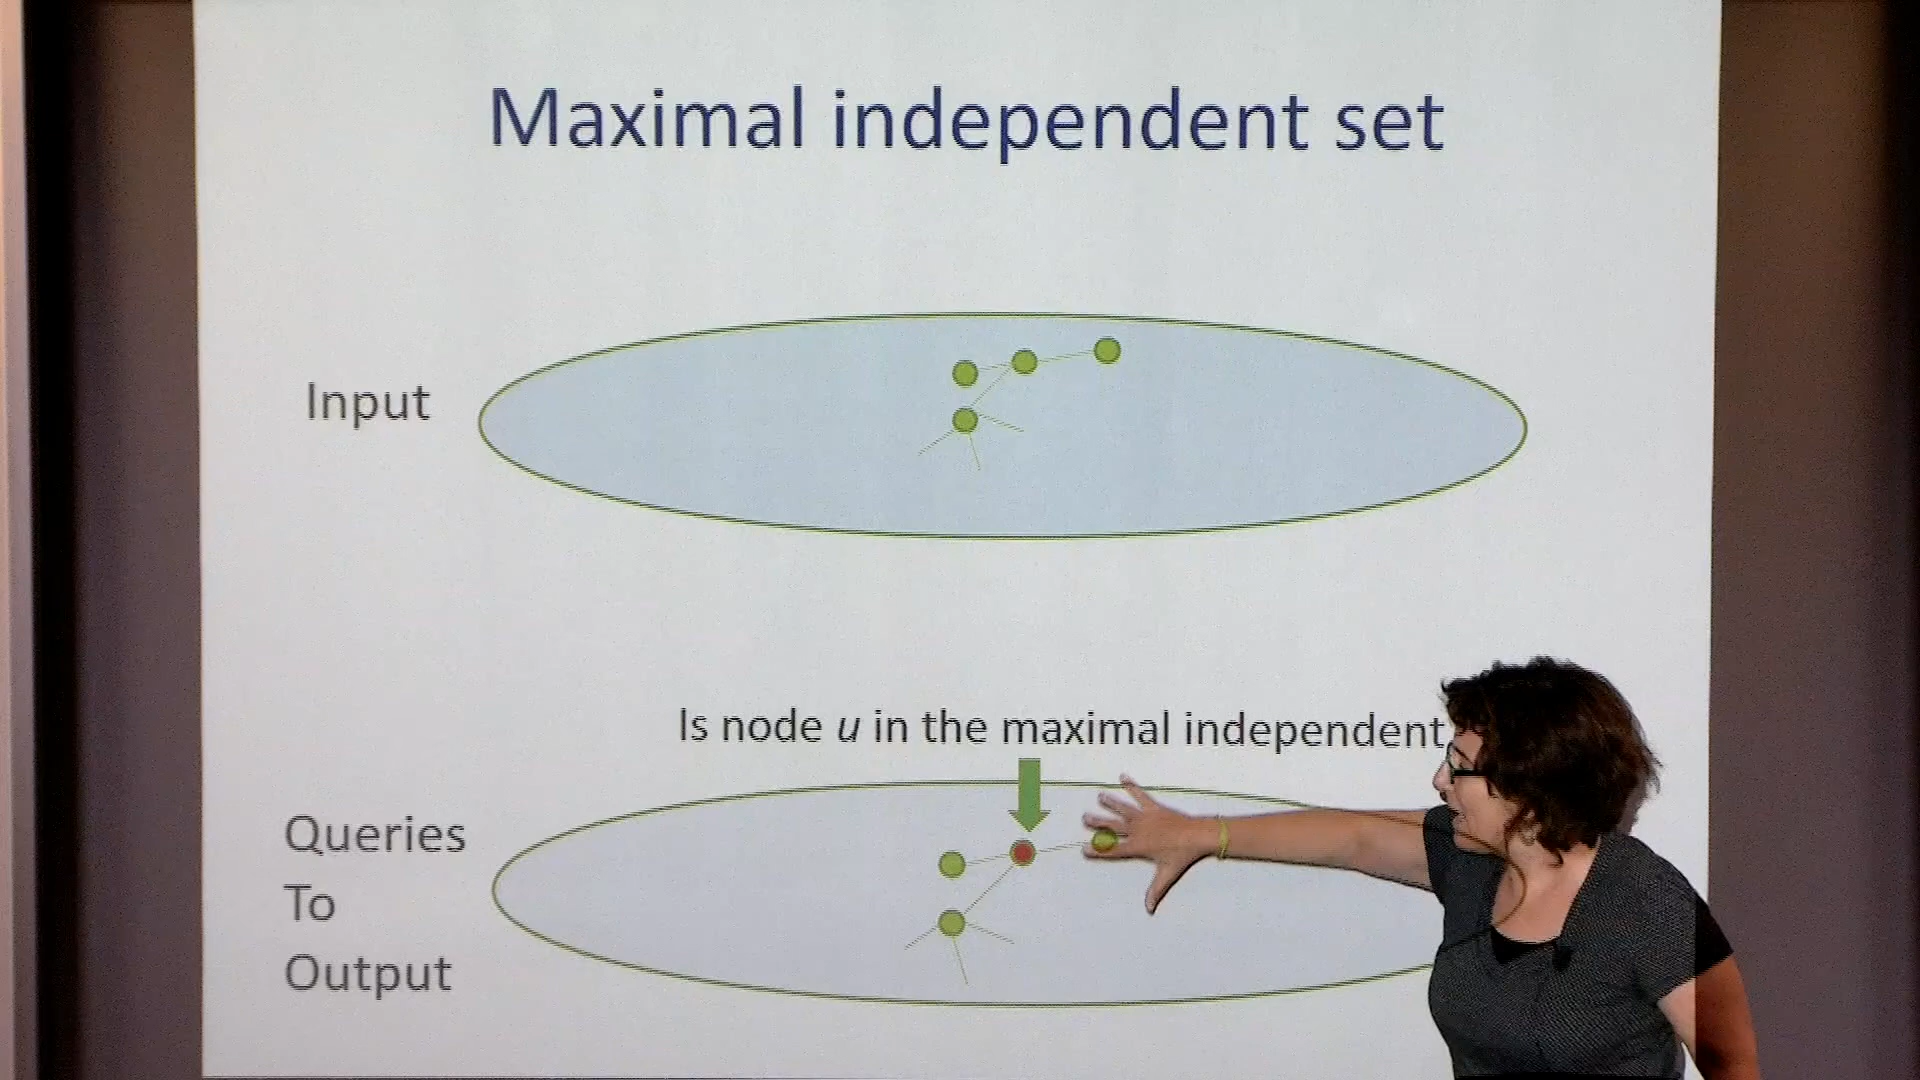 Maximal independent set
Input
Is node u in the maximal independent
Queries
To
Output